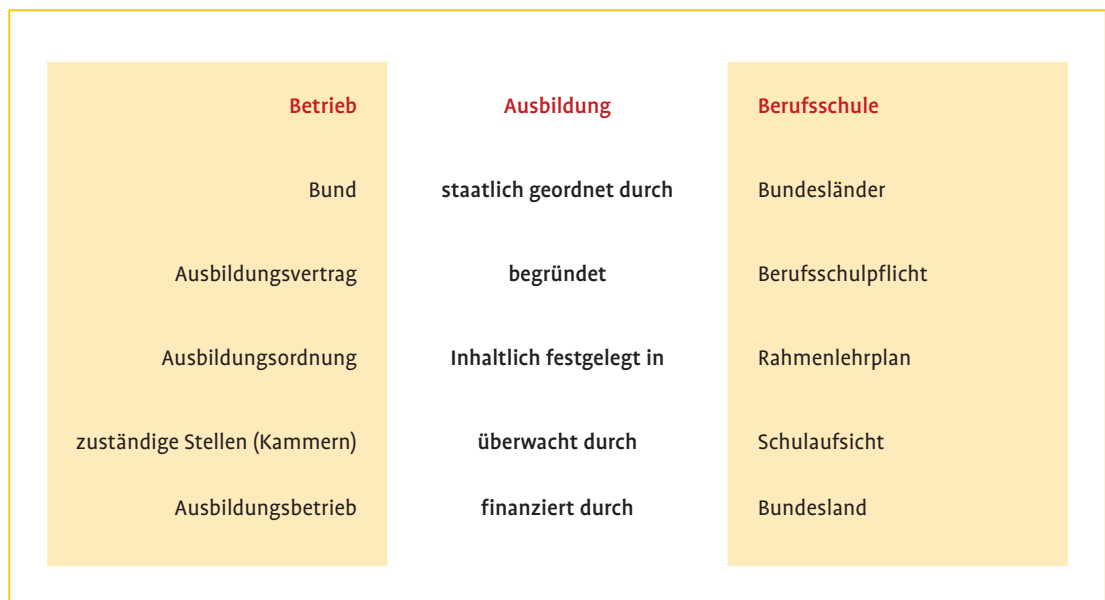 Betrieb Ausbildung Berufsschule
Bund staatlich geordnet durch Bundesländer
Ausbildungsvertrag begründet Berufsschulpflicht
Ausbildungsordnung Inhaltlich festgelegt in Rahmenlehrplan
zuständige Stellen (Kammern) überwacht durch Schulaufsicht
Ausbildungsbetrieb finanziert durch Bundesland